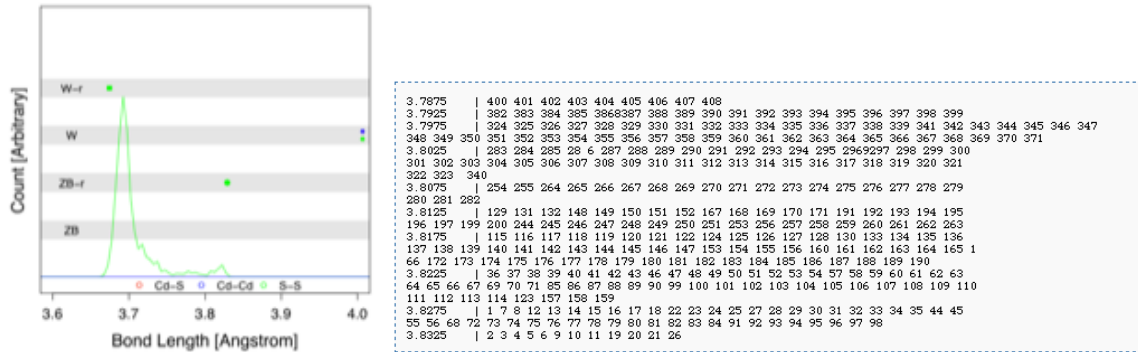 W-r
W
ZB-r
ZB
Count [Arbitrary]
Cd-S Cd-Cd S-S
3.6 3.7 3.8 3.9 4.0
Bond Length [Angstrom]
3.7875 | 400 401 402 403 404 405 406 407 408
3.7925 | 382 383 384 385 3868387 388 389 390 391 392 393 394 395 396 397 398 399
3.7975 | 324 325 326 327 328 329 330 331 332 333 334 335 336 337 338 339 341 342 343 344 345 346 347
348 349 350 351 352 353 354 355 356 357 358 359 360 361 362 363 364 365 366 367 368 369 370 371
3.8025 | 283 284 285 28 6 287 288 289 290 291 292 293 294 295 2969297 298 299 300
301 302 303 304 305 306 307 308 309 310 311 312 313 314 315 316 317 318 319 320 321
322 323 340
3.8075 | 254 255 264 265 266 267 268 269 270 271 272 273 274 275 276 277 278 279
280 281 282
3.8125 | 129 131 132 148 149 150 151 152 167 168 169 170 171 191 192 193 194 195
196 197 199 200 244 245 246 247 248 249 250 251 253 256 257 258 259 260 261 262 263
3.8175 | 115 116 117 118 119 120 121 122 124 125 126 127 128 130 133 134 135 136
137 138 139 140 141 142 143 144 145 146 147 153 154 155 156 160 161 162 163 164 165 1
66 172 173 174 175 176 177 178 179 180 181 182 183 184 185 186 187 188 189 190
3.8225 | 36 37 38 39 40 41 42 43 46 47 48 49 50 51 52 53 54 57 58 59 60 61 62 63
64 65 66 67 69 70 71 85 86 87 88 89 90 99 100 101 102 103 104 105 106 107 108 109 110
111 112 113 114 123 157 158 159
3.8275 | 1 7 8 12 13 14 15 16 17 18 22 23 24 25 27 28 29 30 31 32 33 34 35 44 45
55 56 68 72 73 74 75 76 77 78 79 80 81 82 83 84 91 92 93 94 95 96 97 98
3.8325 | 2 3 4 5 6 9 10 11 19 20 21 26